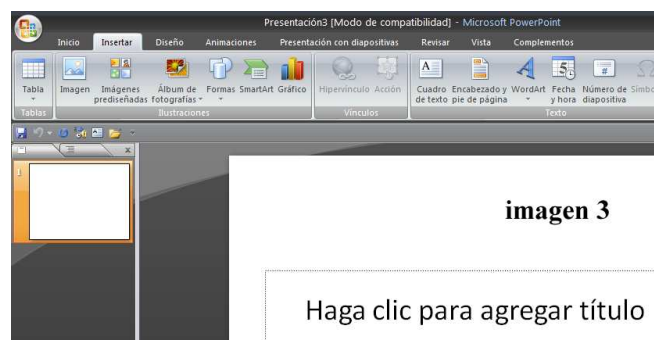 Presentación3 [Modo de compatibilidad] - Microsoft PowerPoint
Inicio Insertar Diseño Animaciones Presentación con diapositivas Revisar Vista Complementos
Tabla Imagen Imágenes prediseñadas Álbum de fotografías Formas SmartArt Gráfico Hipervínculo Acción Cuadro de texto Encabezado y pie de página WordArt Fecha y hora Número de diapositiva Símbo
Tablas Ilustraciones Vínculos Texto
1
imagen 3
Haga clic para agregar título